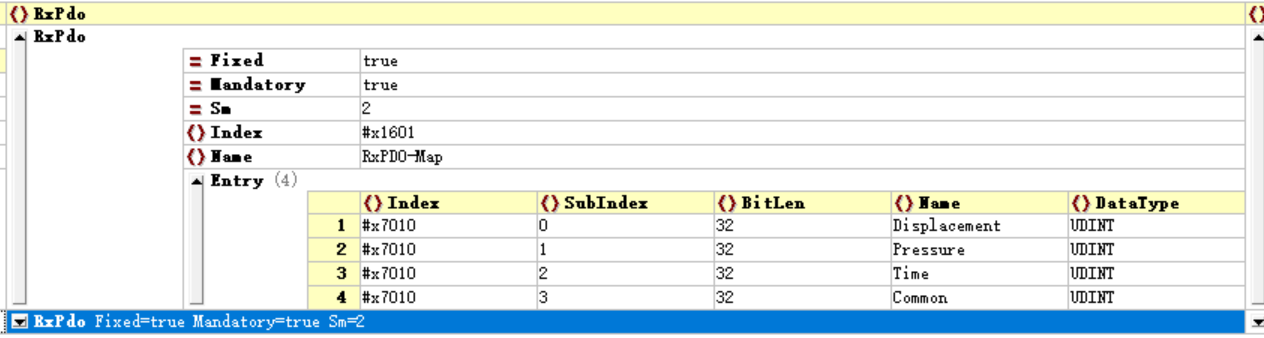 RxPdo
RxPdo
Fixed true
Mandatory true
Sm 2
Index #x1601
Name RxPDO-Map
Entry (4)
Index SubIndex BitLen Name DataType
1 #x7010 0 32 Displacement UDINT
2 #x7010 1 32 Pressure UDINT
3 #x7010 2 32 Time UDINT
4 #x7010 3 32 Common UDINT
RxPdo Fixed=true Mandatory=true Sm=2